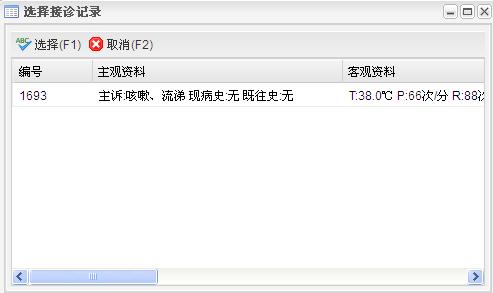 选择接诊记录
选择(F1) 取消(F2)
编号 主观资料 客观资料
1693 主诉:咳嗽、流涕 现病史:无 既往史:无 T:38.0℃ P:66次/分 R:88次